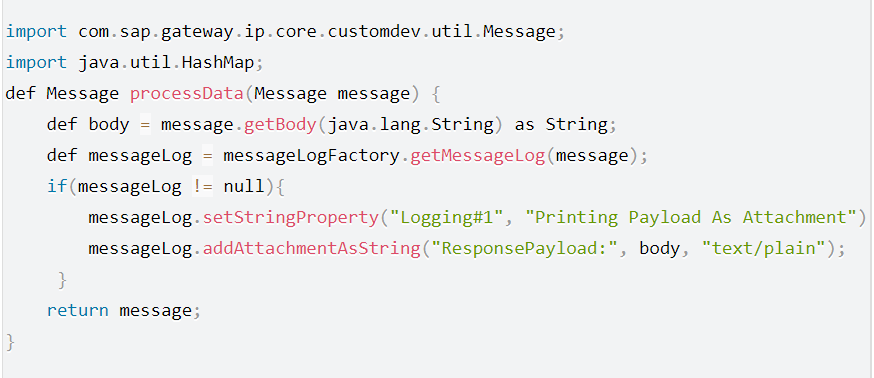 import com.sap.gateway.ip.core.customdev.util.Message;
import java.util.HashMap;
def Message processData(Message message) {
    def body = message.getBody(java.lang.String) as String;
    def messageLog = messageLogFactory.getMessageLog(message);
    if(messageLog != null){
        messageLog.setStringProperty("Logging#1", "Printing Payload As Attachment")
        messageLog.addAttachmentAsString("ResponsePayload:", body, "text/plain");
     }
    return message;
}